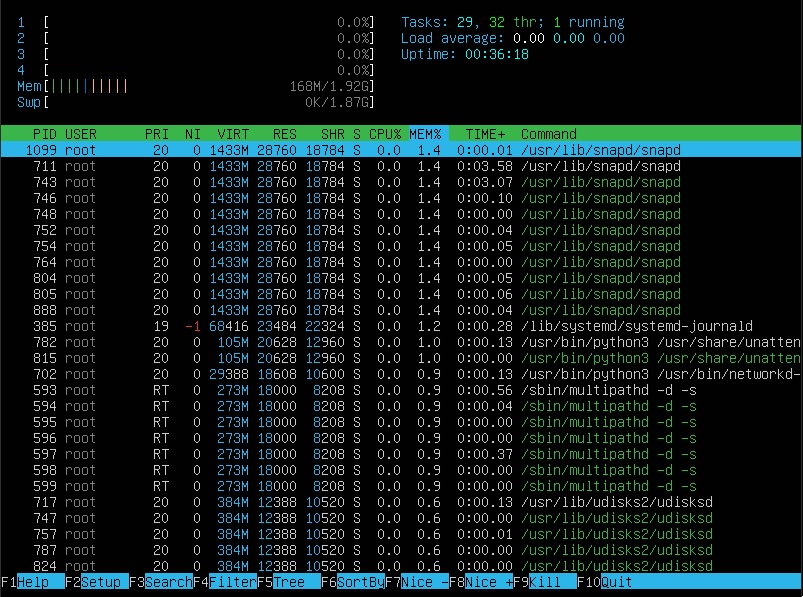 1 [ 0.0%] Tasks: 29, 32 thr; 1 running
2 [ 0.0%] Load average: 0.00 0.00 0.00
3 [ 0.0%] Uptime: 00:36:18
4 [ 0.0%]
Mem[||||||||||| 168M/1.92G]
Swp[ 0K/1.87G]
PID USER PRI NI VIRT RES SHR S CPU% MEM% TIME+ Command
1099 root 20 0 1433M 28760 18784 S 0.0 1.4 0:00.01 /usr/lib/snapd/snapd
711 root 20 0 1433M 28760 18784 S 0.0 1.4 0:03.58 /usr/lib/snapd/snapd
743 root 20 0 1433M 28760 18784 S 0.0 1.4 0:03.07 /usr/lib/snapd/snapd
746 root 20 0 1433M 28760 18784 S 0.0 1.4 0:00.10 /usr/lib/snapd/snapd
748 root 20 0 1433M 28760 18784 S 0.0 1.4 0:00.00 /usr/lib/snapd/snapd
752 root 20 0 1433M 28760 18784 S 0.0 1.4 0:00.04 /usr/lib/snapd/snapd
754 root 20 0 1433M 28760 18784 S 0.0 1.4 0:00.05 /usr/lib/snapd/snapd
764 root 20 0 1433M 28760 18784 S 0.0 1.4 0:00.00 /usr/lib/snapd/snapd
804 root 20 0 1433M 28760 18784 S 0.0 1.4 0:00.05 /usr/lib/snapd/snapd
805 root 20 0 1433M 28760 18784 S 0.0 1.4 0:00.06 /usr/lib/snapd/snapd
888 root 20 0 1433M 28760 18784 S 0.0 1.4 0:00.04 /usr/lib/snapd/snapd
385 root 19 -1 68416 23484 22324 S 0.0 1.2 0:00.28 /lib/systemd/systemd-journald
782 root 20 0 105M 20628 12960 S 0.0 1.0 0:00.13 /usr/bin/python3 /usr/share/unatten
815 root 20 0 105M 20628 12960 S 0.0 1.0 0:00.00 /usr/bin/python3 /usr/share/unatten
702 root 20 0 29388 18608 10600 S 0.0 0.9 0:00.13 /usr/bin/python3 /usr/bin/networkd-
593 root RT 0 273M 18000 8208 S 0.0 0.9 0:00.56 /sbin/multipathd -d -s
594 root RT 0 273M 18000 8208 S 0.0 0.9 0:00.04 /sbin/multipathd -d -s
595 root RT 0 273M 18000 8208 S 0.0 0.9 0:00.00 /sbin/multipathd -d -s
596 root RT 0 273M 18000 8208 S 0.0 0.9 0:00.00 /sbin/multipathd -d -s
597 root RT 0 273M 18000 8208 S 0.0 0.9 0:00.37 /sbin/multipathd -d -s
598 root RT 0 273M 18000 8208 S 0.0 0.9 0:00.00 /sbin/multipathd -d -s
599 root RT 0 273M 18000 8208 S 0.0 0.9 0:00.00 /sbin/multipathd -d -s
717 root 20 0 384M 12388 10520 S 0.0 0.6 0:00.13 /usr/lib/udisks2/udisksd
747 root 20 0 384M 12388 10520 S 0.0 0.6 0:00.00 /usr/lib/udisks2/udisksd
757 root 20 0 384M 12388 10520 S 0.0 0.6 0:00.01 /usr/lib/udisks2/udisksd
787 root 20 0 384M 12388 10520 S 0.0 0.6 0:00.00 /usr/lib/udisks2/udisksd
824 root 20 0 384M 12388 10520 S 0.0 0.6 0:00.00 /usr/lib/udisks2/udisksd
F1Help F2Setup F3SearchF4FilterF5Tree F6SortByF7Nice -F8Nice +F9Kill F10Quit